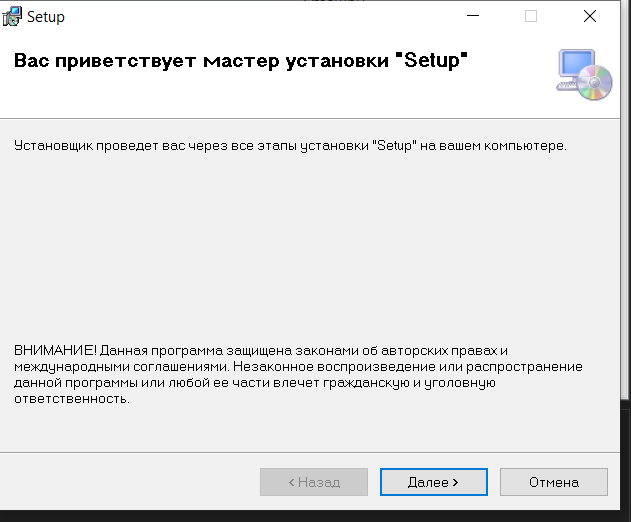 Setup
Вас приветствует мастер установки "Setup"
Установщик проведет вас через все этапы установки "Setup" на вашем компьютере.
ВНИМАНИЕ! Данная программа защищена законами об авторских правах и
международными соглашениями. Незаконное воспроизведение или распространение
данной программы или любой ее части влечет гражданскую и уголовную
ответственность.
< Назад
Далее >
Отмена